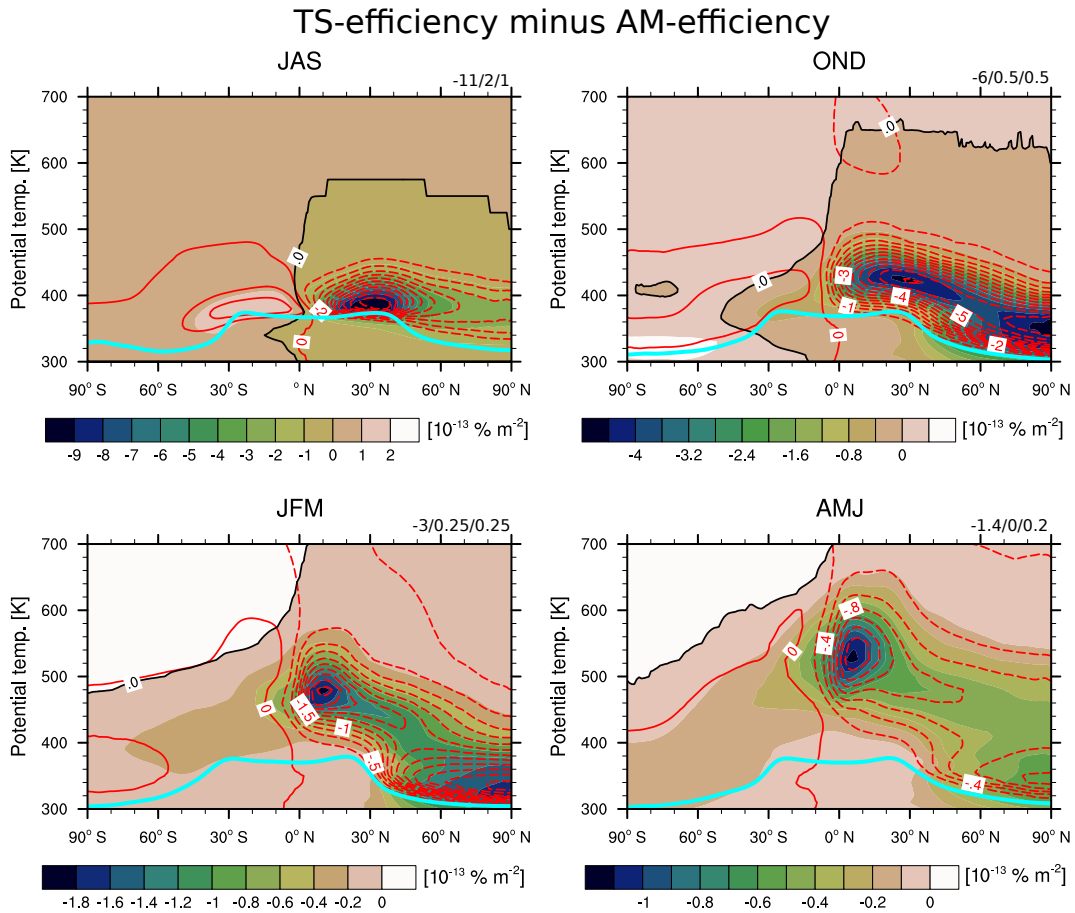 TS-efficiency minus AM-efficiency
JAS
-11/2/1
Potential temp. [K]
700
600
500
400
300
.0
-2
0
90° S 60° S 30° S ° N 30° N 60° N 90° N
[10⁻¹³ % m⁻²]
-9 -8 -7 -6 -5 -4 -3 -2 -1 0 1 2
OND
-6/0.5/0.5
Potential temp. [K]
700
600
500
400
300
.0
.0
-3
-4
-1
-5
-2
0
90° S 60° S 30° S 0° N 30° N 60° N 90° N
[10⁻¹³ % m⁻²]
-4 -3.2 -2.4 -1.6 -0.8 0
JFM
-3/0.25/0.25
Potential temp. [K]
700
600
500
400
300
.0
0
-1.5
-1
-.5
90° S 60° S 30° S 0° N 30° N 60° N 90° N
[10⁻¹³ % m⁻²]
-1.8 -1.6 -1.4 -1.2 -1 -0.8 -0.6 -0.4 -0.2 0
AMJ
-1.4/0/0.2
Potential temp. [K]
700
600
500
400
300
-.8
-.4
0
-.4
90° S 60° S 30° S 0° N 30° N 60° N 90° N
[10⁻¹³ % m⁻²]
-1 -0.8 -0.6 -0.4 -0.2 0